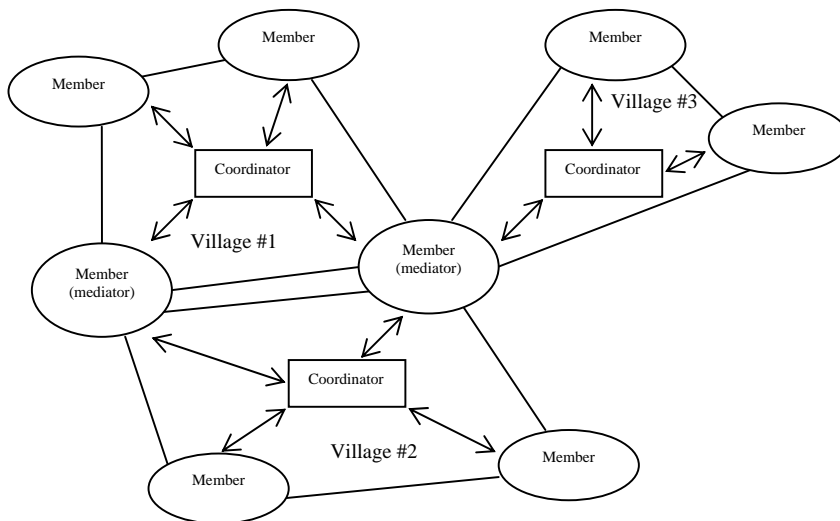 Member
Member
Member
Village #3
Member
Coordinator
Coordinator
Village #1
Member
(mediator)
Member
(mediator)
Coordinator
Village #2
Member
Member